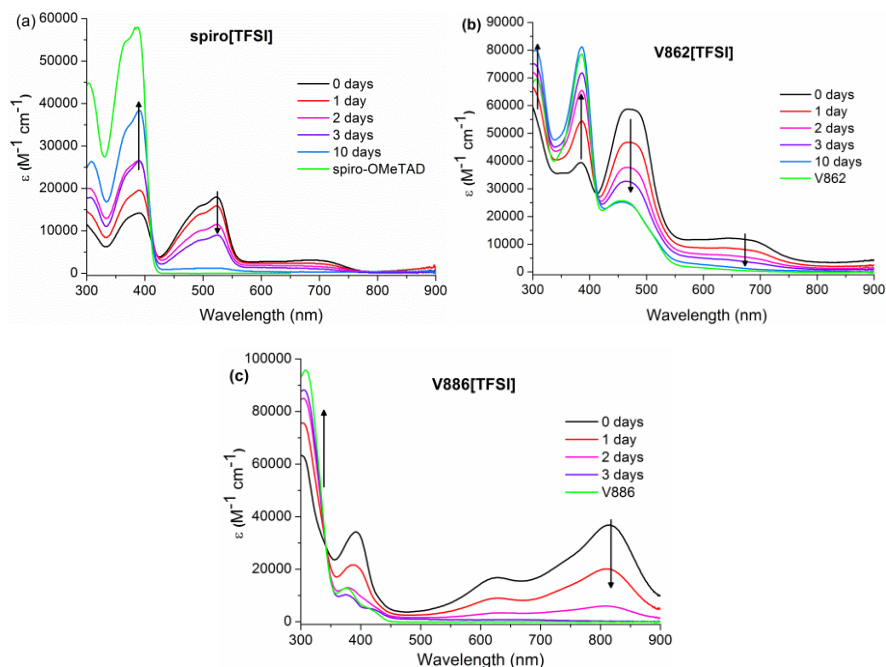 (a)
spiro[TFSI]
60000
50000
40000
30000
20000
10000
0
ε (M⁻¹ cm⁻¹)
0 days
1 day
2 days
3 days
10 days
spiro-OMeTAD
300 400 500 600 700 800 900
Wavelength (nm)
(b)
V862[TFSI]
90000
80000
70000
60000
50000
40000
30000
20000
10000
0
ε (M⁻¹ cm⁻¹)
0 days
1 day
2 days
3 days
10 days
V862
300 400 500 600 700 800 900
Wavelength (nm)
(c)
V886[TFSI]
100000
80000
60000
40000
20000
0
ε (M⁻¹ cm⁻¹)
0 days
1 day
2 days
3 days
V886
300 400 500 600 700 800 900
Wavelength (nm)